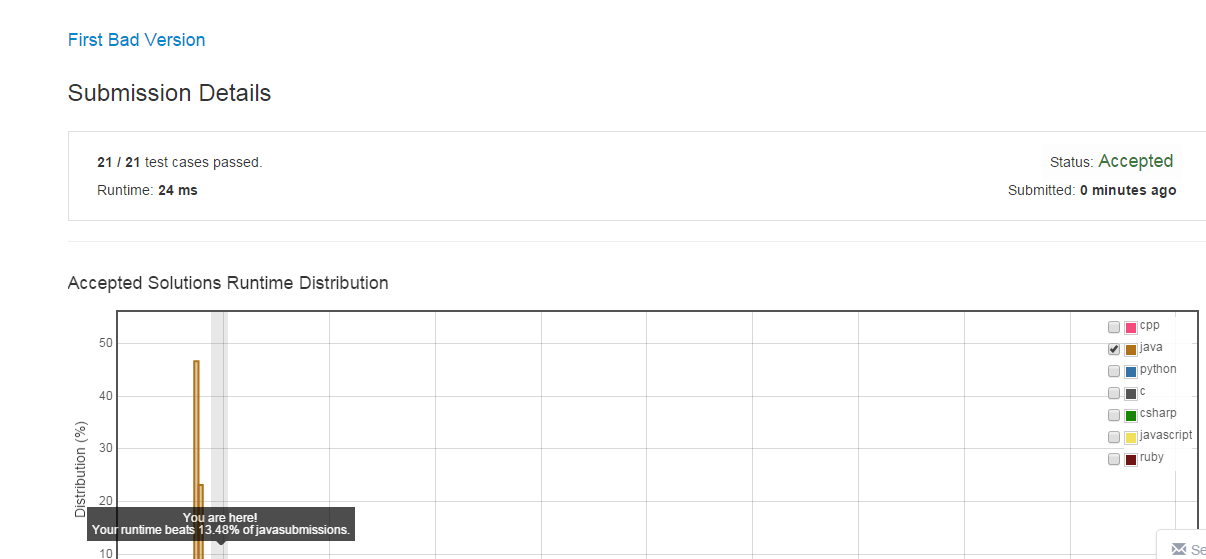 First Bad Version
Submission Details
21 / 21 test cases passed.
Status: Accepted
Runtime: 24 ms
Submitted: 0 minutes ago
Accepted Solutions Runtime Distribution
cpp
java
python
c
csharp
javascript
ruby
50
40
30
20
10
Distribution (%)
You are here!
Your runtime beats 13.48% of javasubmissions.
Se